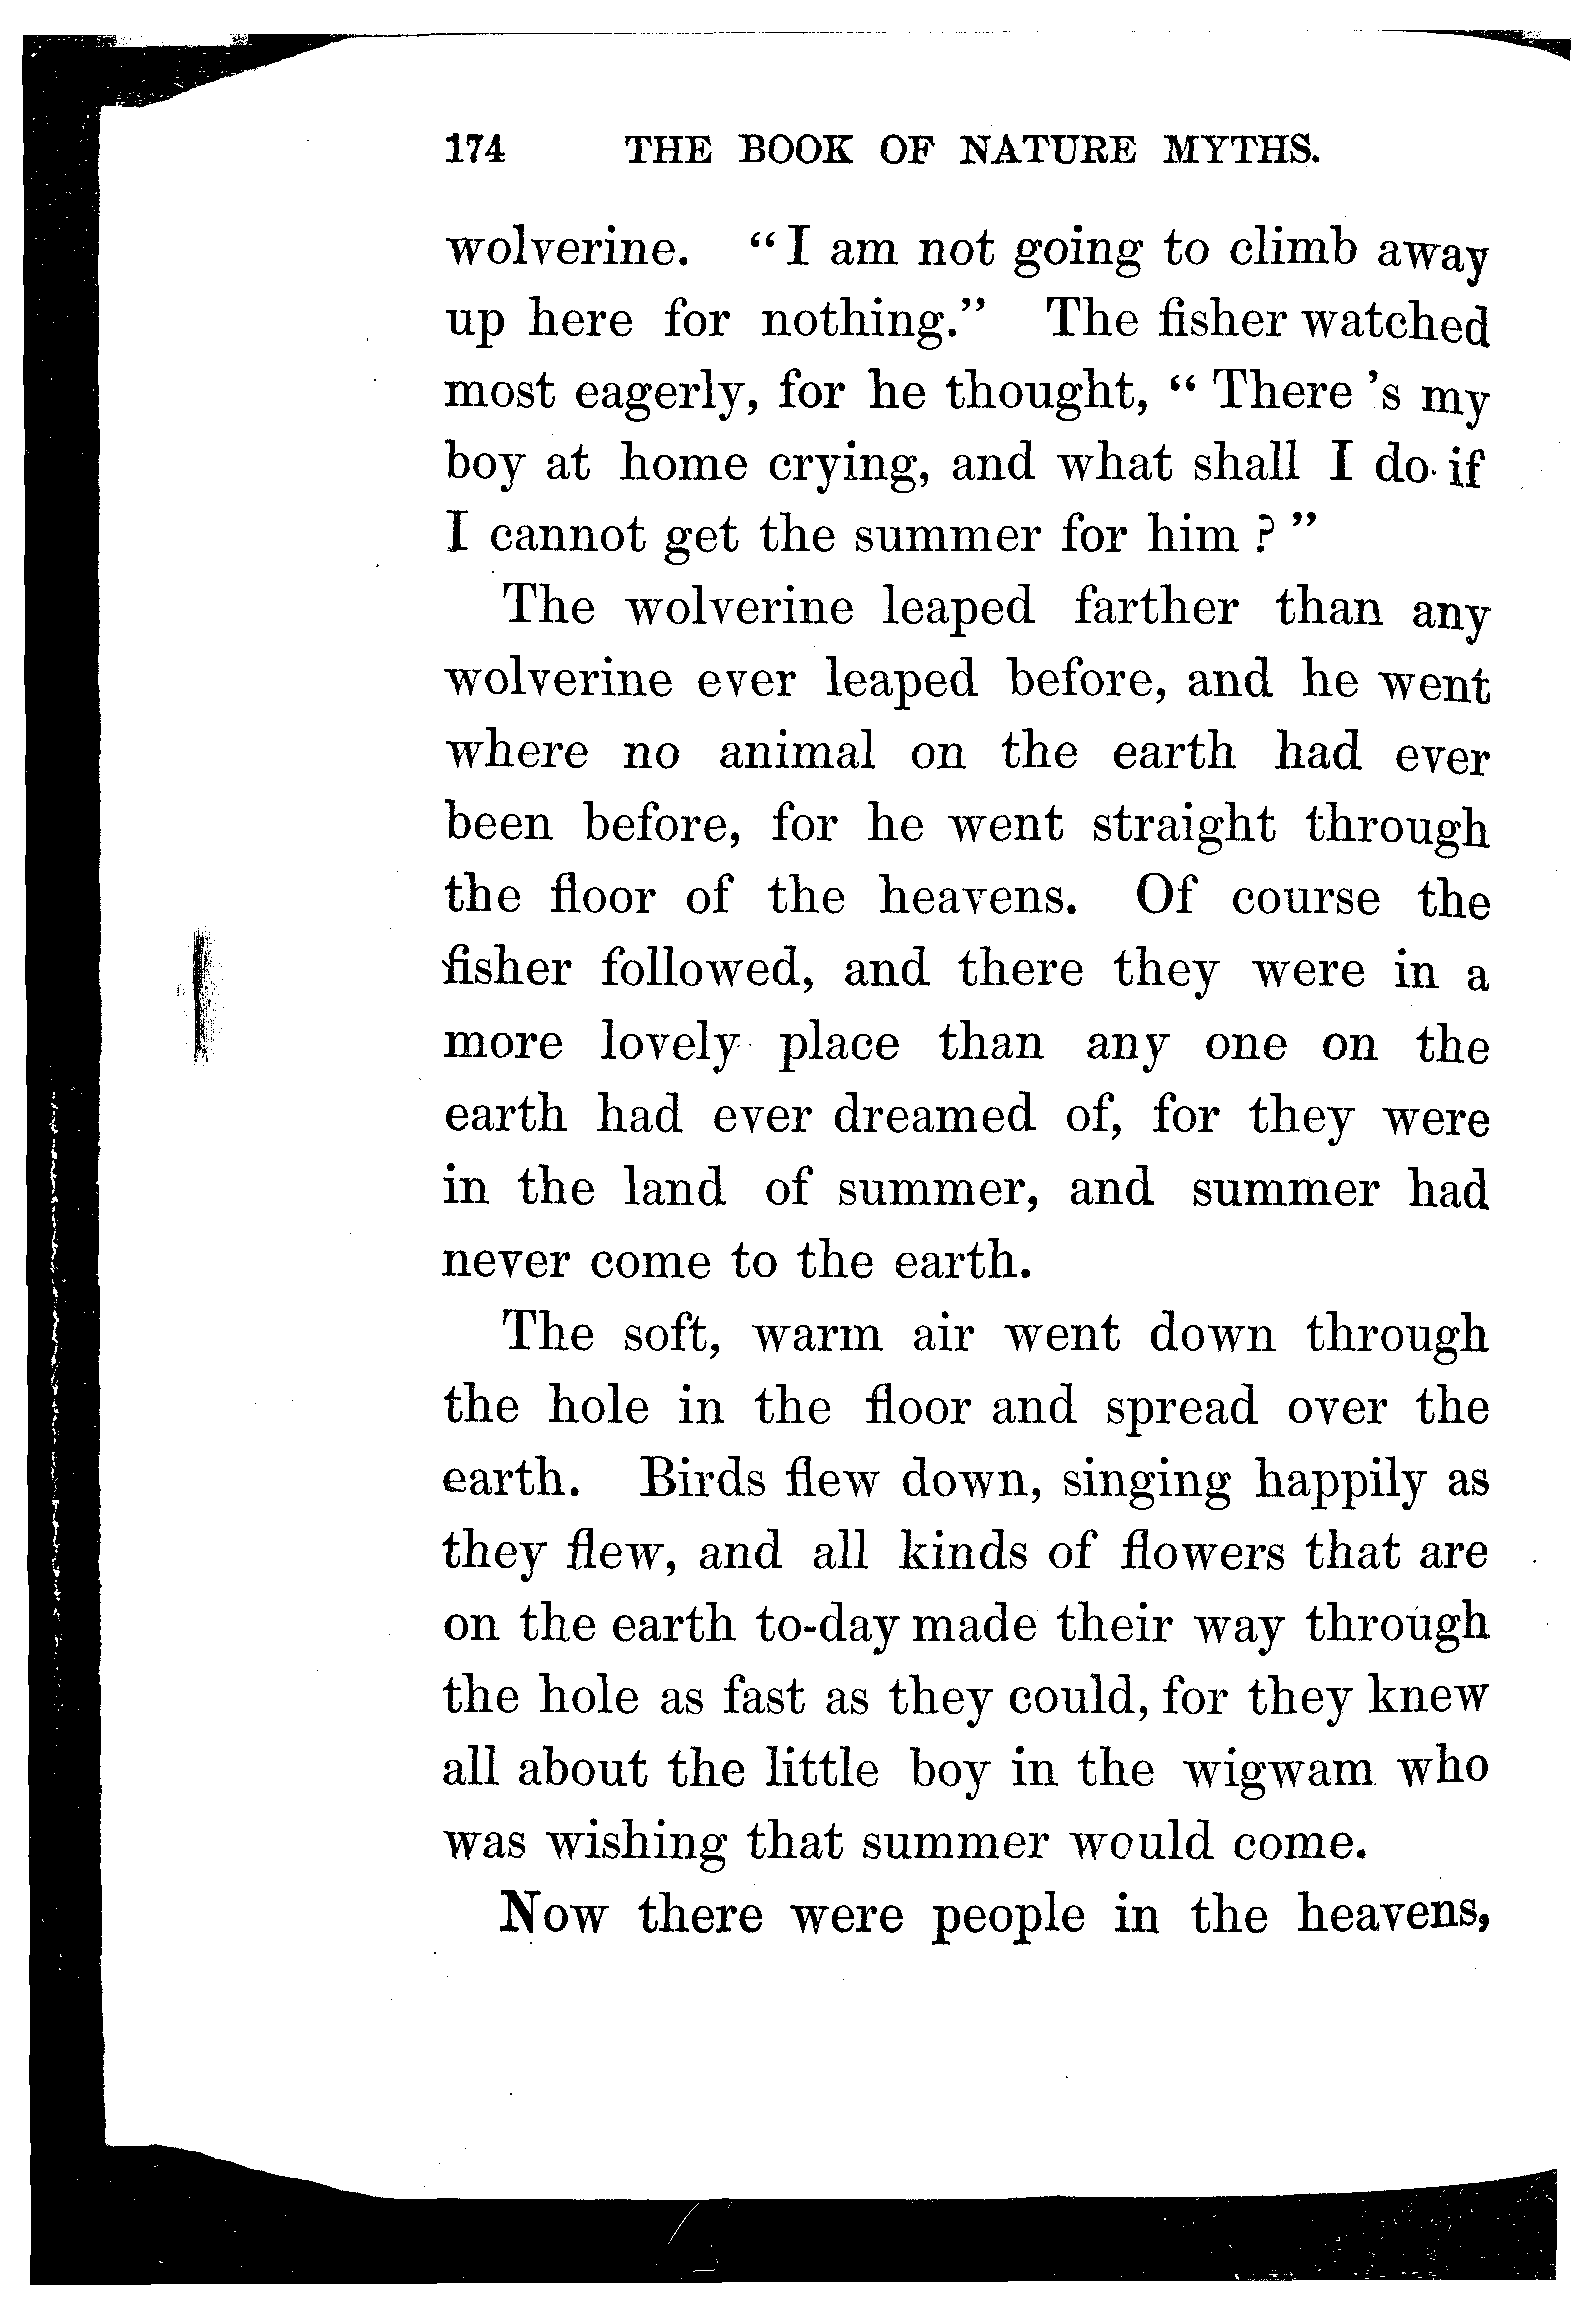 174 THE BOOK OF NATURE MYTHS.
wolverine. "I am not going to climb away
up here for nothing." The fisher watched
most eagerly, for he thought, "There 's my
boy at home crying, and what shall I do if
I cannot get the summer for him?"
The wolverine leaped farther than any
wolverine ever leaped before, and he went
where no animal on the earth had ever
been before, for he went straight through
the floor of the heavens. Of course the
fisher followed, and there they were in a
more lovely place than any one on the
earth had ever dreamed of, for they were
in the land of summer, and summer had
never come to the earth.
The soft, warm air went down through
the hole in the floor and spread over the
earth. Birds flew down, singing happily as
they flew, and all kinds of flowers that are
on the earth to-day made their way through
the hole as fast as they could, for they knew
all about the little boy in the wigwam who
was wishing that summer would come.
Now there were people in the heavens,